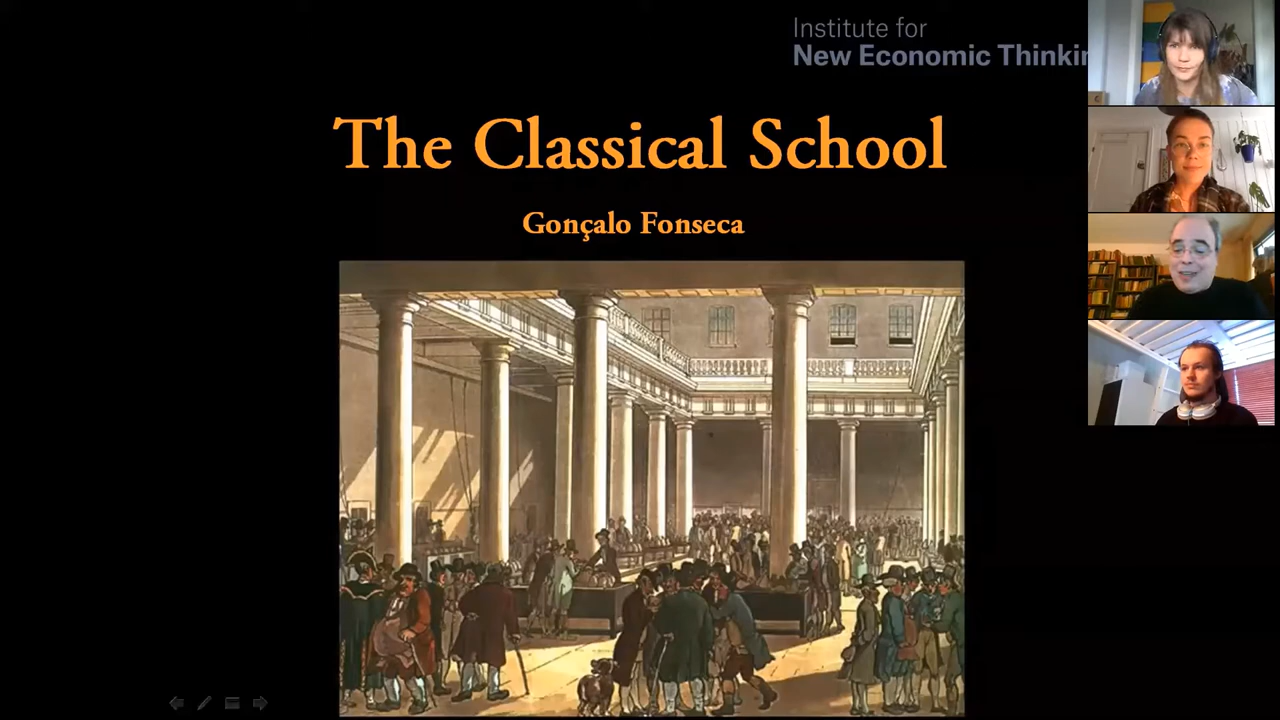 Institute for
New Economic Thinkin
The Classical School
Gonçalo Fonseca